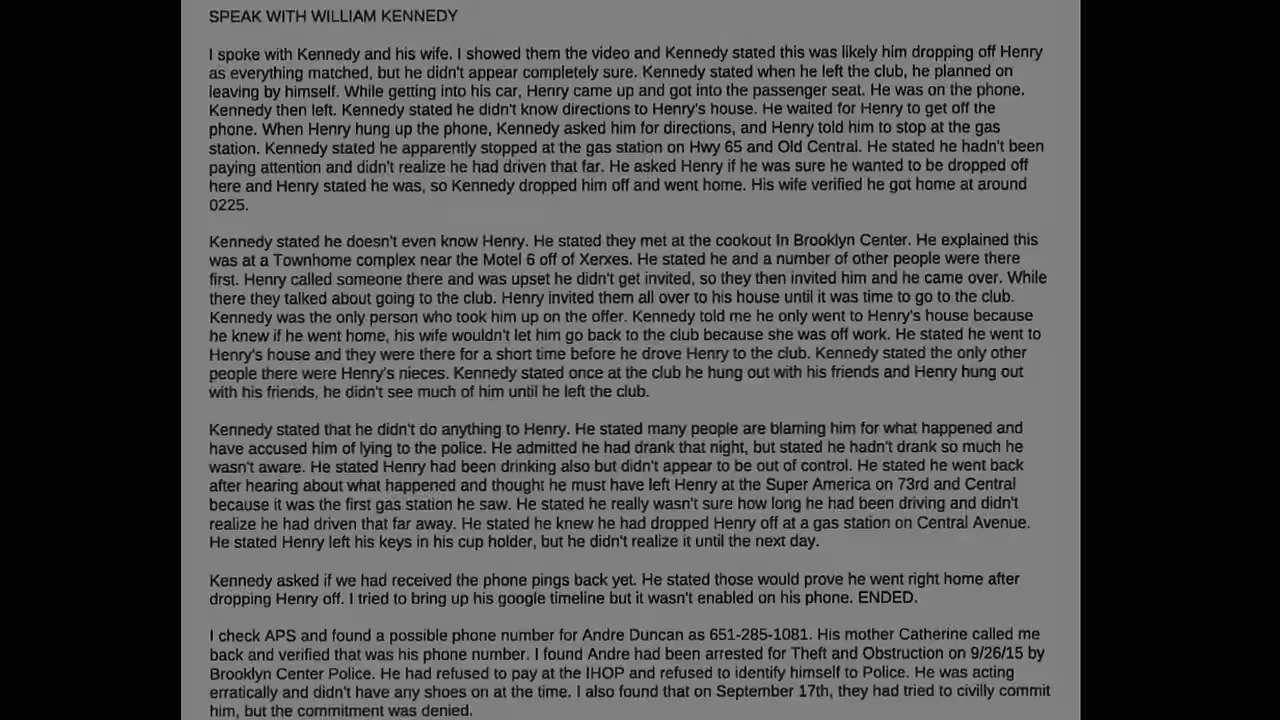 SPEAK WITH WILLIAM KENNEDY
I spoke with Kennedy and his wife. I showed them the video and Kennedy stated this was likely him dropping off Henry
as everything matched, but he didn't appear completely sure. Kennedy stated when he left the club, he planned on
leaving by himself. While getting into his car, Henry came up and got into the passenger seat. He was on the phone.
Kennedy then left. Kennedy stated he didn't know directions to Henry's house. He waited for Henry to get off the
phone. When Henry hung up the phone, Kennedy asked him for directions, and Henry told him to stop at the gas
station. Kennedy stated he apparently stopped at the gas station on Hwy 65 and Old Central. He stated he hadn't been
paying attention and didn't realize he had driven that far. He asked Henry if he was sure he wanted to be dropped off
here and Henry stated he was, so Kennedy dropped him off and went home. His wife verified he got home at around
0225.
Kennedy stated he doesn't even know Henry. He stated they met at the cookout In Brooklyn Center. He explained this
was at a Townhome complex near the Motel 6 off of Xerxes. He stated he and a number of other people were there
first. Henry called someone there and was upset he didn't get invited, so they then invited him and he came over. While
there they talked about going to the club. Henry invited them all over to his house until it was time to go to the club.
Kennedy was the only person who took him up on the offer. Kennedy told me he only went to Henry's house because
he knew if he went home, his wife wouldn't let him go back to the club because she was off work. He stated he went to
Henry's house and they were there for a short time before he drove Henry to the club. Kennedy stated the only other
people there were Henry's nieces. Kennedy stated once at the club he hung out with his friends and Henry hung out
with his friends, he didn't see much of him until he left the club.
Kennedy stated that he didn't do anything to Henry. He stated many people are blaming him for what happened and
have accused him of lying to the police. He admitted he had drank that night, but stated he hadn't drank so much he
wasn't aware. He stated Henry had been drinking also but didn't appear to be out of control. He stated he went back
after hearing about what happened and thought he must have left Henry at the Super America on 73rd and Central
because it was the first gas station he saw. He stated he really wasn't sure how long he had been driving and didn't
realize he had driven that far away. He stated he knew he had dropped Henry off at a gas station on Central Avenue.
He stated Henry left his keys in his cup holder, but he didn't realize it until the next day.
Kennedy asked if we had received the phone pings back yet. He stated those would prove he went right home after
dropping Henry off. I tried to bring up his google timeline but it wasn't enabled on his phone. ENDED.
I check APS and found a possible phone number for Andre Duncan as 651-285-1081. His mother Catherine called me
back and verified that was his phone number. I found Andre had been arrested for Theft and Obstruction on 9/26/15 by
Brooklyn Center Police. He had refused to pay at the IHOP and refused to identify himself to Police. He was acting
erratically and didn't have any shoes on at the time. I also found that on September 17th, they had tried to civilly commit
him, but the commitment was denied.